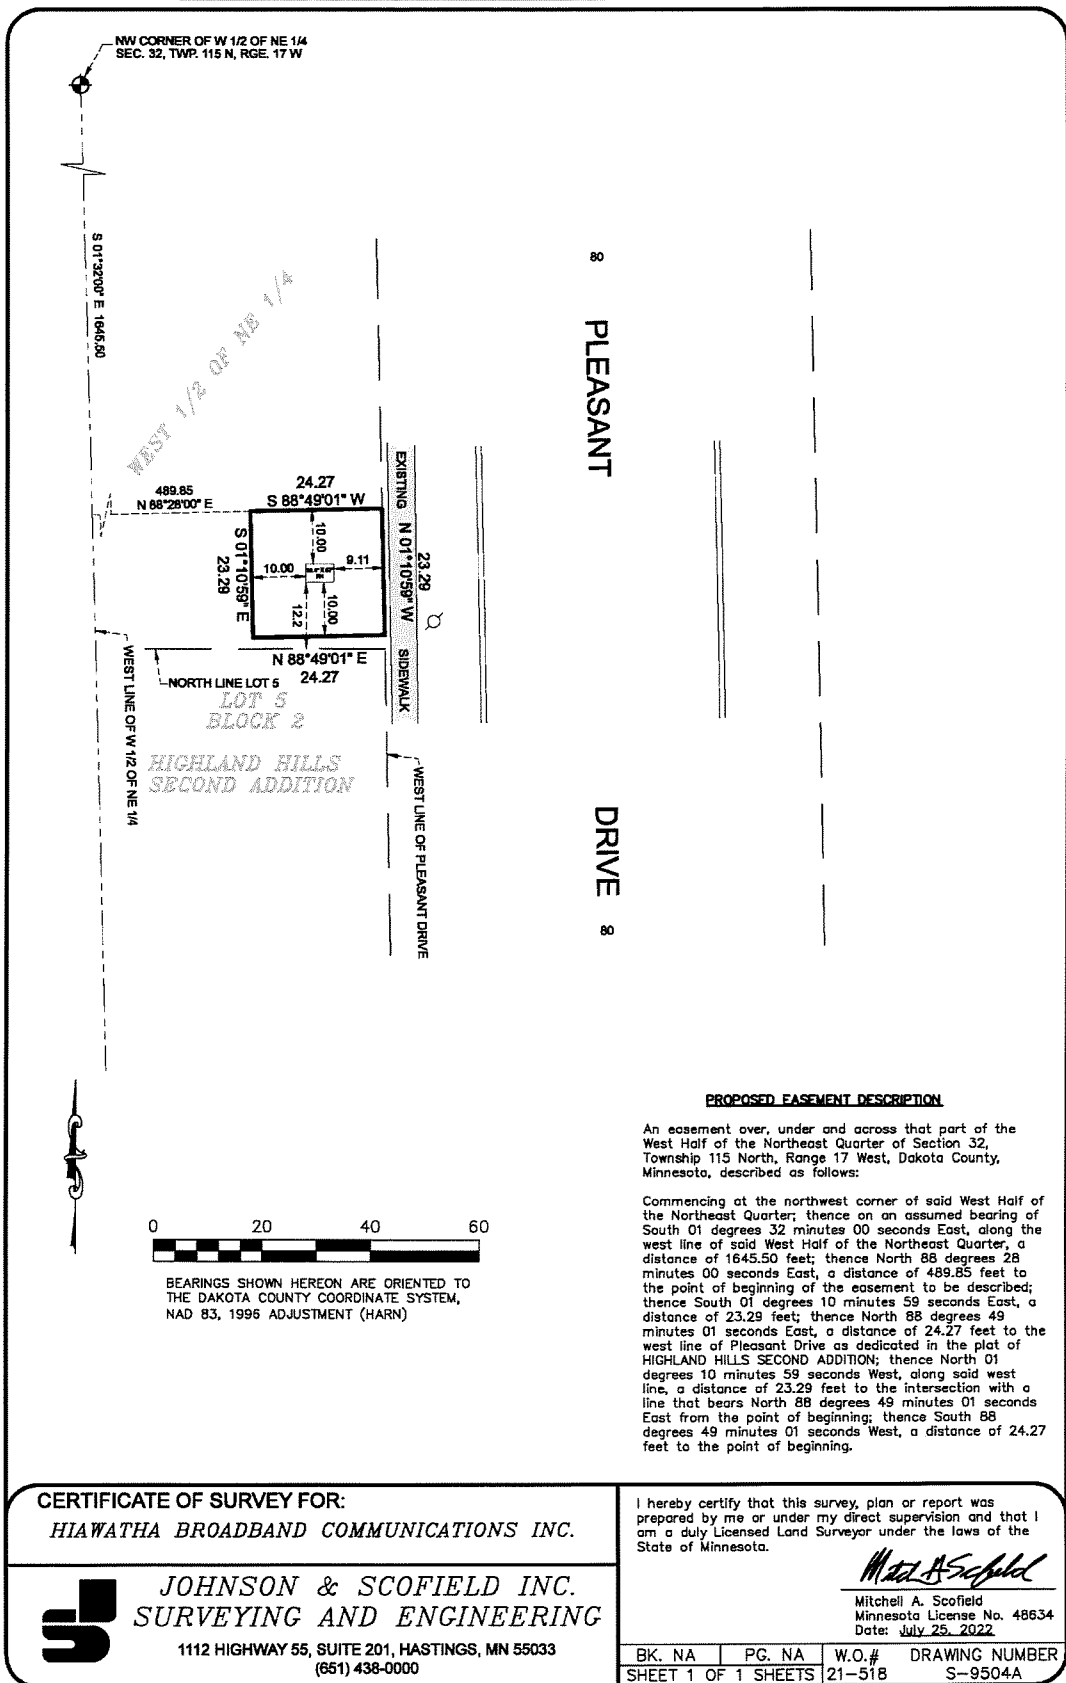 NW CORNER OF W 1/2 OF NE 1/4
SEC. 32, TWP. 115 N, RGE. 17 W
S 01°32'00" E 1645.50
WEST 1/2 OF NE 1/4
80
PLEASANT
DRIVE
80
489.85
N 88°28'00" E
24.27
S 88°49'01" W
S 01°10'59" E
23.29
10.00
10.00
9.11
12.2
10.00
EXISTING
SIDEWALK
N 01°10'59" W
23.29
N 88°49'01" E
24.27
NORTH LINE LOT 5
LOT 5
BLOCK 2
HIGHLAND HILLS
SECOND ADDITION
WEST LINE OF W 1/2 OF NE 1/4
WEST LINE OF PLEASANT DRIVE
0 20 40 60
BEARINGS SHOWN HEREON ARE ORIENTED TO
THE DAKOTA COUNTY COORDINATE SYSTEM,
NAD 83, 1996 ADJUSTMENT (HARN)
PROPOSED EASEMENT DESCRIPTION
An easement over, under and across that part of the
West Half of the Northeast Quarter of Section 32,
Township 115 North, Range 17 West, Dakota County,
Minnesota, described as follows:
Commencing at the northwest corner of said West Half of
the Northeast Quarter; thence on an assumed bearing of
South 01 degrees 32 minutes 00 seconds East, along the
west line of said West Half of the Northeast Quarter, a
distance of 1645.50 feet; thence North 88 degrees 28
minutes 00 seconds East, a distance of 489.85 feet to
the point of beginning of the easement to be described;
thence South 01 degrees 10 minutes 59 seconds East, a
distance of 23.29 feet; thence North 88 degrees 49
minutes 01 seconds East, a distance of 24.27 feet to the
west line of Pleasant Drive as dedicated in the plat of
HIGHLAND HILLS SECOND ADDITION; thence North 01
degrees 10 minutes 59 seconds West, along said west
line, a distance of 23.29 feet to the intersection with a
line that bears North 88 degrees 49 minutes 01 seconds
East from the point of beginning; thence South 88
degrees 49 minutes 01 seconds West, a distance of 24.27
feet to the point of beginning.
CERTIFICATE OF SURVEY FOR:
HIAWATHA BROADBAND COMMUNICATIONS INC.
JOHNSON & SCOFIELD INC.
SURVEYING AND ENGINEERING
1112 HIGHWAY 55, SUITE 201, HASTINGS, MN 55033
(651) 438-0000
I hereby certify that this survey, plan or report was
prepared by me or under my direct supervision and that I
am a duly Licensed Land Surveyor under the laws of the
State of Minnesota.
Mitchell A. Scofield
Minnesota License No. 48634
Date: July 25, 2022
BK. NA PG. NA W.O.# DRAWING NUMBER
SHEET 1 OF 1 SHEETS 21-518 S-9504A